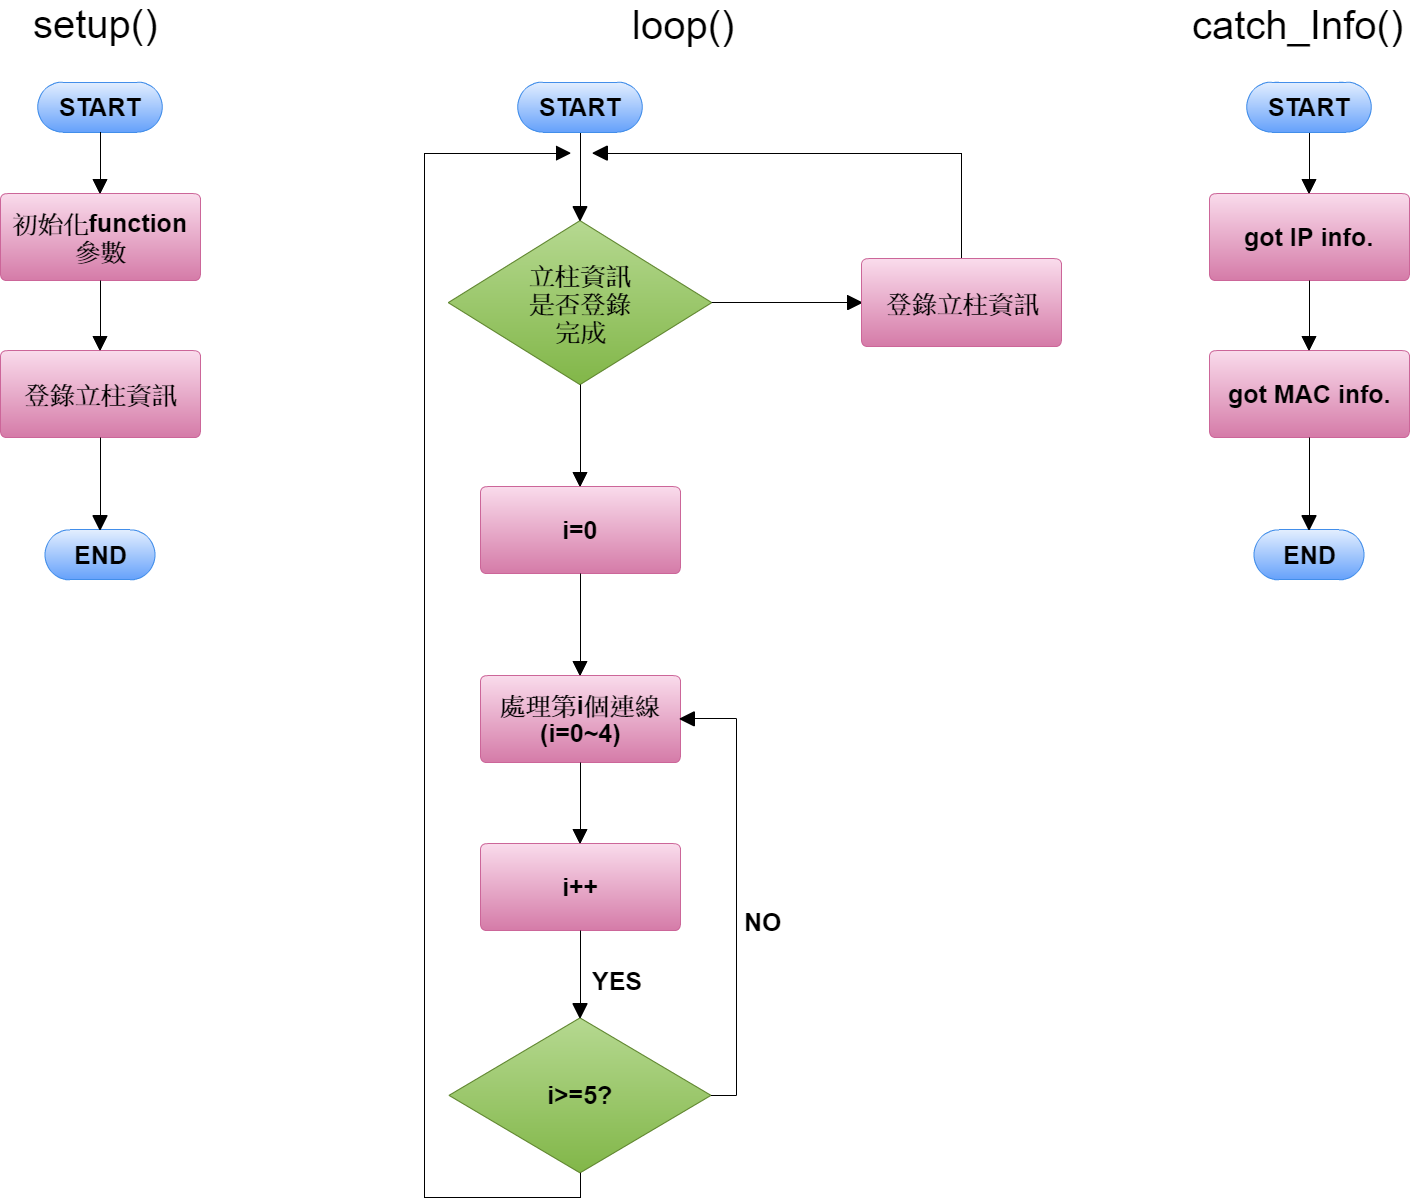 setup()
START
初始化function
參數
登錄立柱資訊
END
loop()
START
立柱資訊
是否登錄
完成
登錄立柱資訊
i=0
處理第i個連線
(i=0~4)
i++
NO
YES
i>=5?
catch_Info()
START
got IP info.
got MAC info.
END